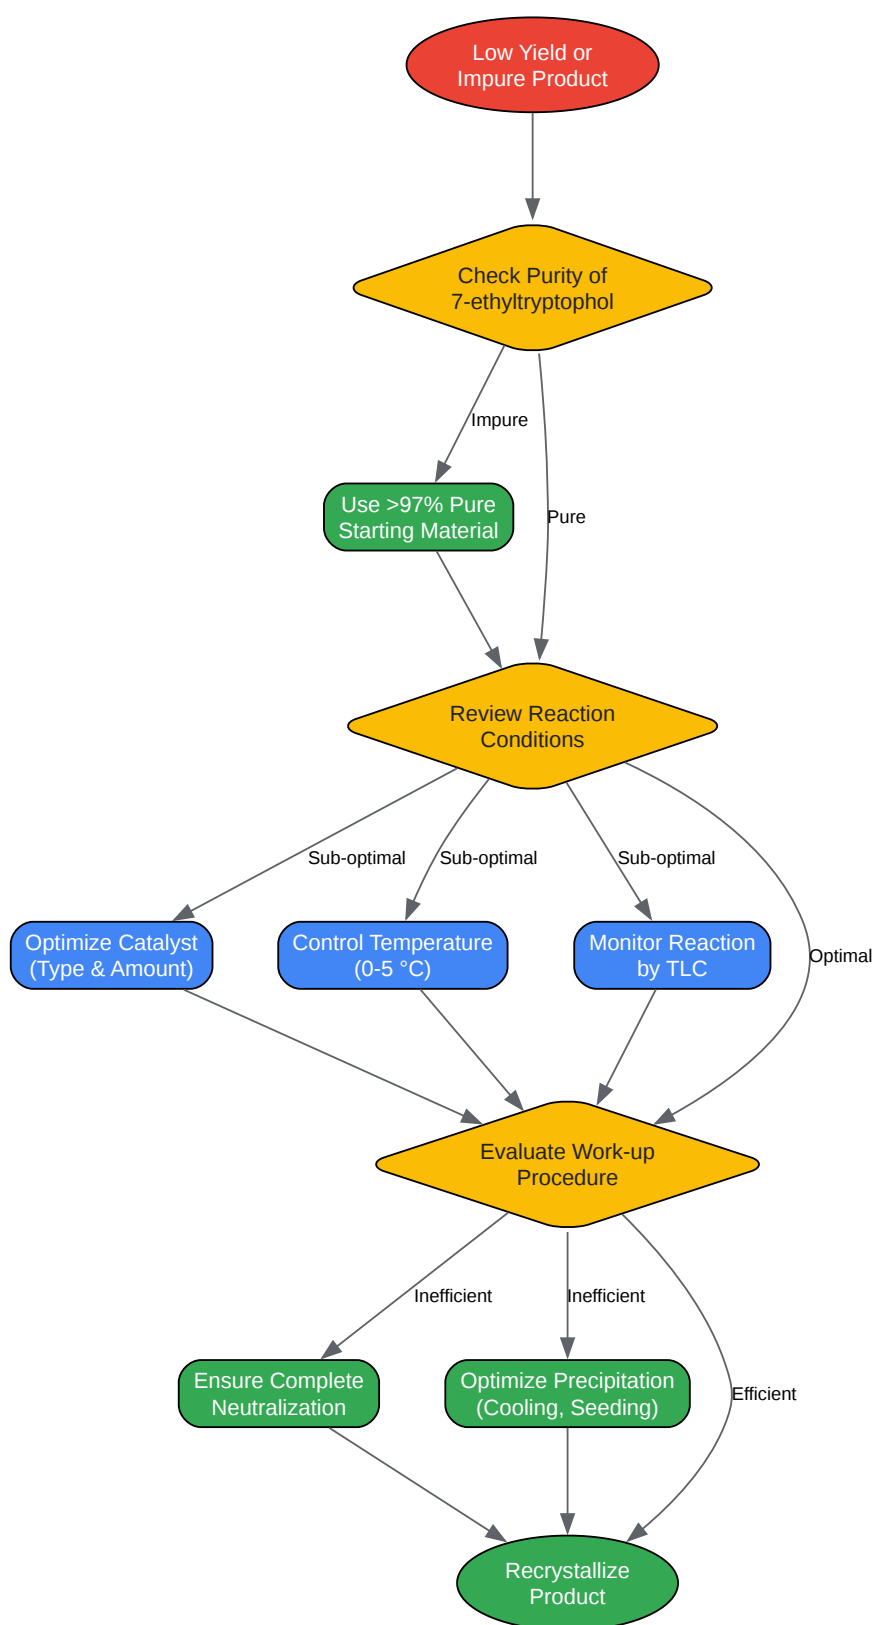 Low Yield or
Impure Product
Check Purity of
7-ethyltryptophol
Impure
Use >97% Pure
Starting Material
Pure
Review Reaction
Conditions
Sub-optimal
Sub-optimal
Sub-optimal
Optimize Catalyst
(Type & Amount)
Control Temperature
(0-5 °C)
Monitor Reaction
by TLC
Optimal
Evaluate Work-up
Procedure
Inefficient
Inefficient
Ensure Complete
Neutralization
Optimize Precipitation
(Cooling, Seeding)
Efficient
Recrystallize
Product